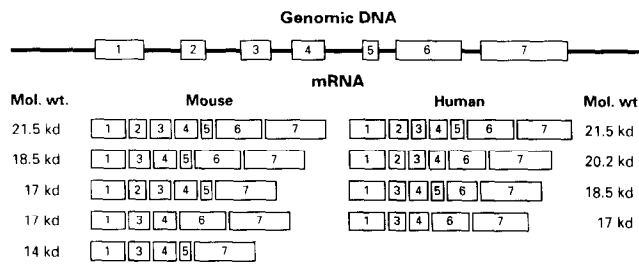 Genomic DNA
1 2 3 4 5 6 7
mRNA
Mol. wt. Mouse Human Mol. wt
21.5 kd 1 2 3 4 5 6 7 1 2 3 4 5 6 7 21.5 kd
18.5 kd 1 3 4 5 6 7 1 2 3 4 6 7 20.2 kd
17 kd 1 2 3 4 5 7 1 3 4 5 6 7 18.5 kd
17 kd 1 3 4 6 7 1 3 4 6 7 17 kd
14 kd 1 3 4 5 7